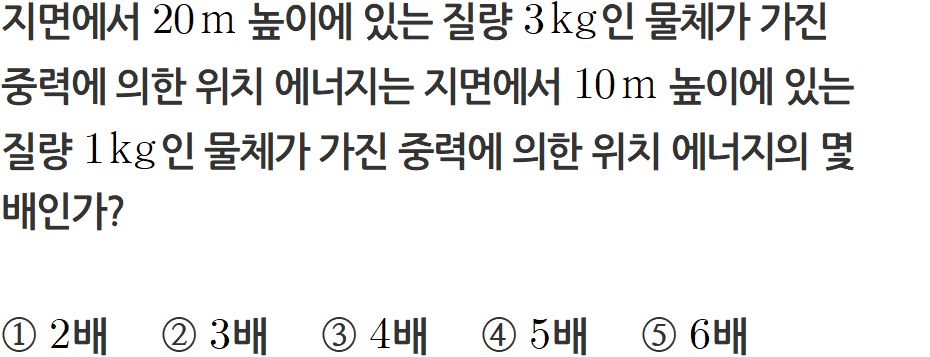 지면에서 20 m 높이에 있는 질량 3 kg인 물체가 가진
중력에 의한 위치 에너지는 지면에서 10 m 높이에 있는
질량 1 kg인 물체가 가진 중력에 의한 위치 에너지의 몇
배인가?
① 2배 ② 3배 ③ 4배 ④ 5배 ⑤ 6배